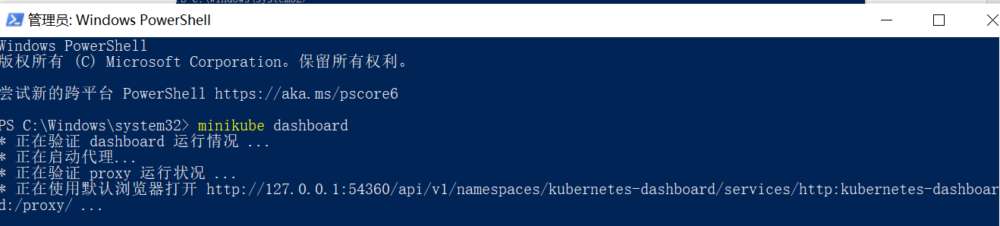 PS C:\Windows\system32>
管理员: Windows PowerShell
Windows PowerShell
版权所有 (C) Microsoft Corporation。保留所有权利。
尝试新的跨平台 PowerShell https://aka.ms/pscore6
PS C:\Windows\system32> minikube dashboard
* 正在验证 dashboard 运行情况 ...
* 正在启动代理...
* 正在验证 proxy 运行状况 ...
* 正在使用默认浏览器打开 http://127.0.0.1:54360/api/v1/namespaces/kubernetes-dashboard/services/http:kubernetes-dashboar
d:/proxy/ ...